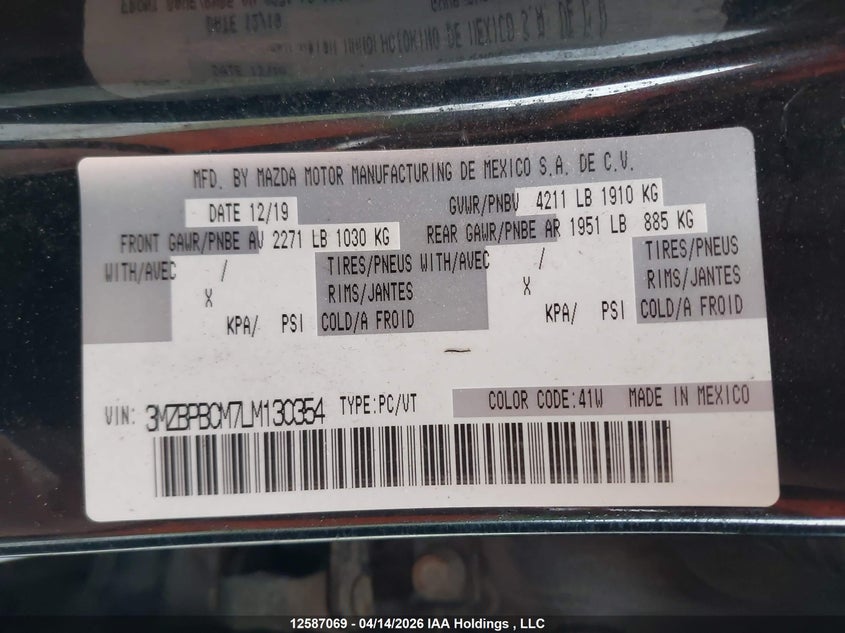 MFD. BY MAZDA MOTOR MANUFACTURING DE MEXICO S.A. DE C.V.
DATE 12/19 GVWR/PNBV 4211 LB 1910 KG
FRONT GAWR/PNBE AV 2271 LB 1030 KG REAR GAWR/PNBE AR 1951 LB 885 KG
WITH/AVEC / TIRES/PNEUS WITH/AVEC / TIRES/PNEUS
X RIMS/JANTES X RIMS/JANTES
KPA/ PSI COLD/A FROID KPA/ PSI COLD/A FROID
VIN: 3MZBPBCM7LM130354 TYPE:PC/VT COLOR CODE:41W MADE IN MEXICO
12587069 - 04/14/2026 IAA Holdings , LLC